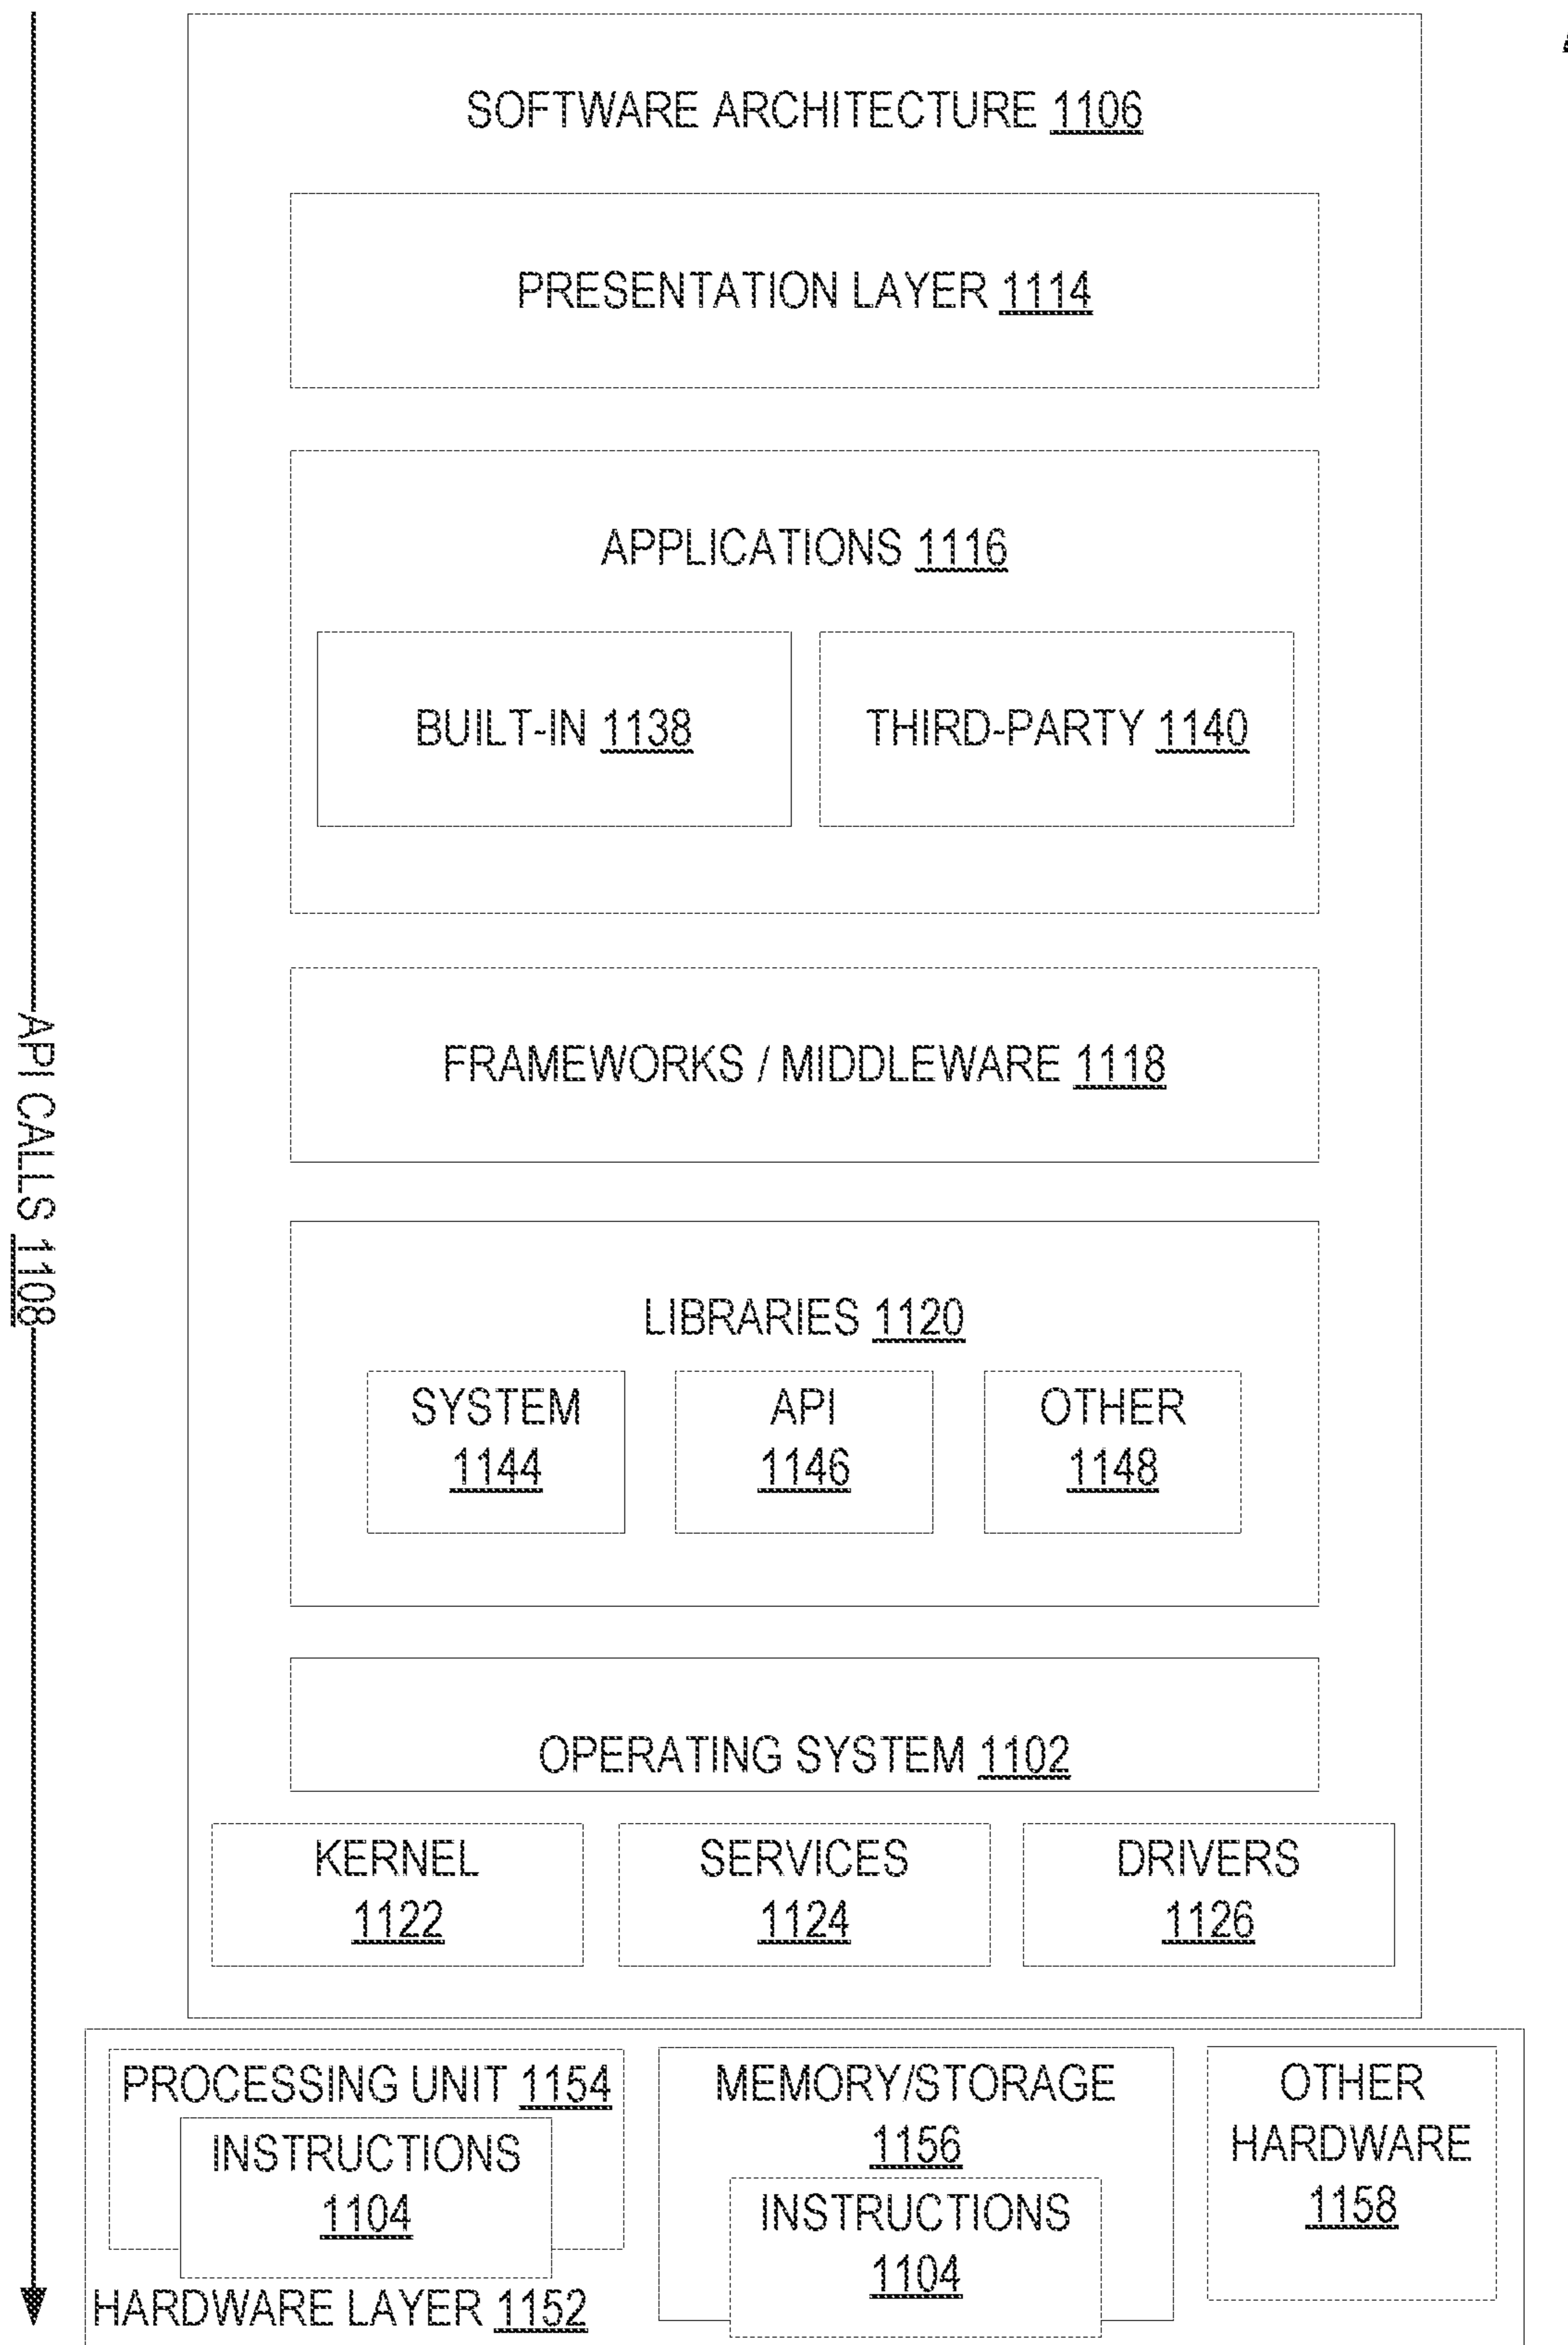 SOFTWARE ARCHITECTURE 1106
PRESENTATION LAYER 1114
APPLICATIONS 1116
BUILT-IN 1138
THIRD-PARTY 1140
FRAMEWORKS / MIDDLEWARE 1118
API CALLS 1108
LIBRARIES 1120
SYSTEM
1144
API
1146
OTHER
1148
OPERATING SYSTEM 1102
KERNEL
1122
SERVICES
1124
DRIVERS
1126
PROCESSING UNIT 1154
INSTRUCTIONS
1104
MEMORY/STORAGE
1156
INSTRUCTIONS
1104
OTHER
HARDWARE
1158
HARDWARE LAYER 1152